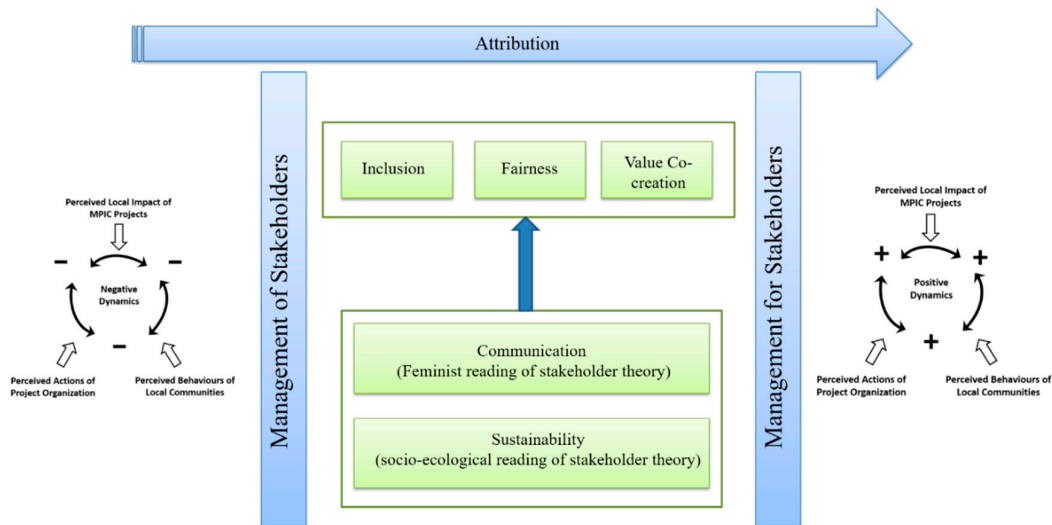 Attribution
Perceived Local Impact of
MPIC Projects
–
–
Negative
Dynamics
–
Perceived Actions of
Project Organization
Perceived Behaviours of
Local Communities
Management of Stakeholders
Inclusion
Fairness
Value Co-
creation
Communication
(Feminist reading of stakeholder theory)
Sustainability
(socio-ecological reading of stakeholder theory)
Management for Stakeholders
Perceived Local Impact of
MPIC Projects
+
+
Positive
Dynamics
+
Perceived Actions of
Project Organization
Perceived Behaviours of
Local Communities